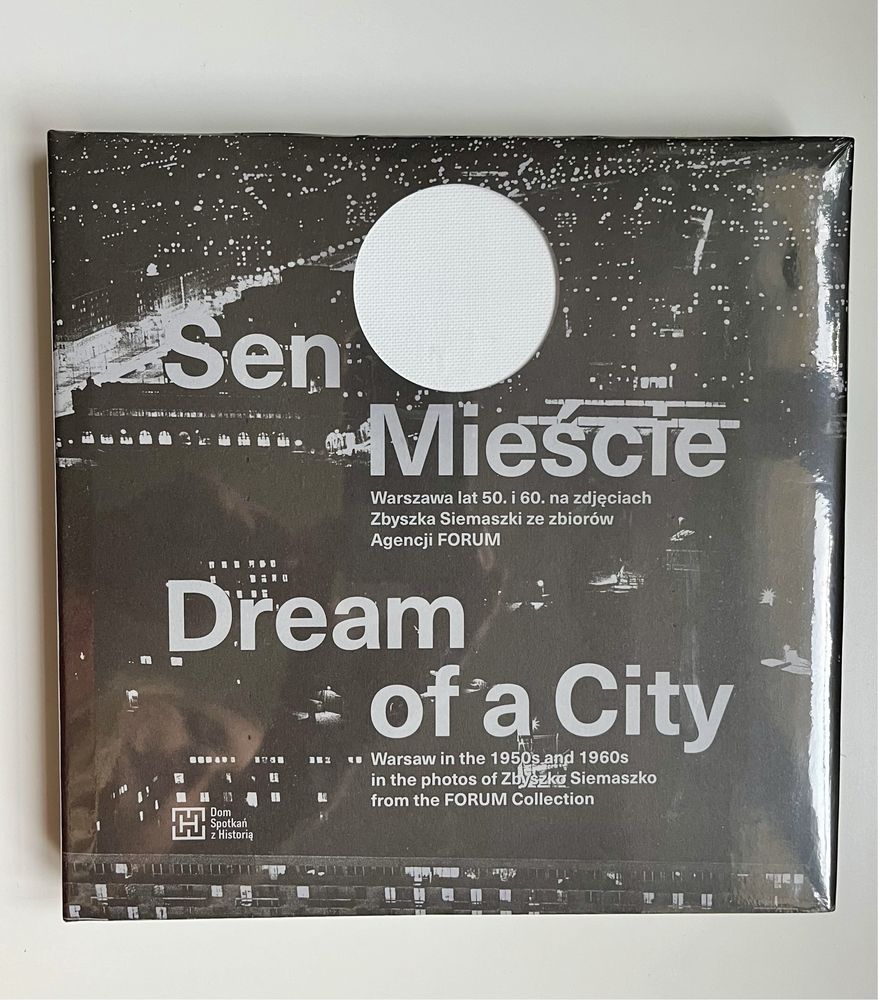 Sen
Mieście
Warszawa lat 50. i 60. na zdjęciach
Zbyszka Siemaszki ze zbiorów
Agencji FORUM
Dream
of a City
Warsaw in the 1950s and 1960s
in the photos of Zbyszko Siemaszko
from the FORUM Collection
Dom
Spotkań
z Historią